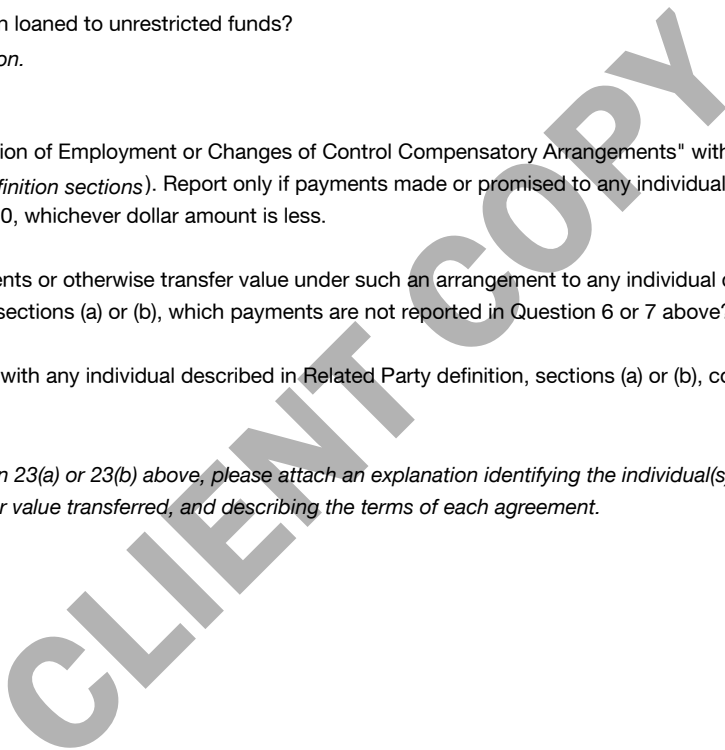 n loaned to unrestricted funds?
on.
ion of Employment or Changes of Control Compensatory Arrangements" with
finition sections). Report only if payments made or promised to any individual
0, whichever dollar amount is less.
ents or otherwise transfer value under such an arrangement to any individual
sections (a) or (b), which payments are not reported in Question 6 or 7 above?
with any individual described in Related Party definition, sections (a) or (b), co
n 23(a) or 23(b) above, please attach an explanation identifying the individual(s)
r value transferred, and describing the terms of each agreement.
CLIENT COPY